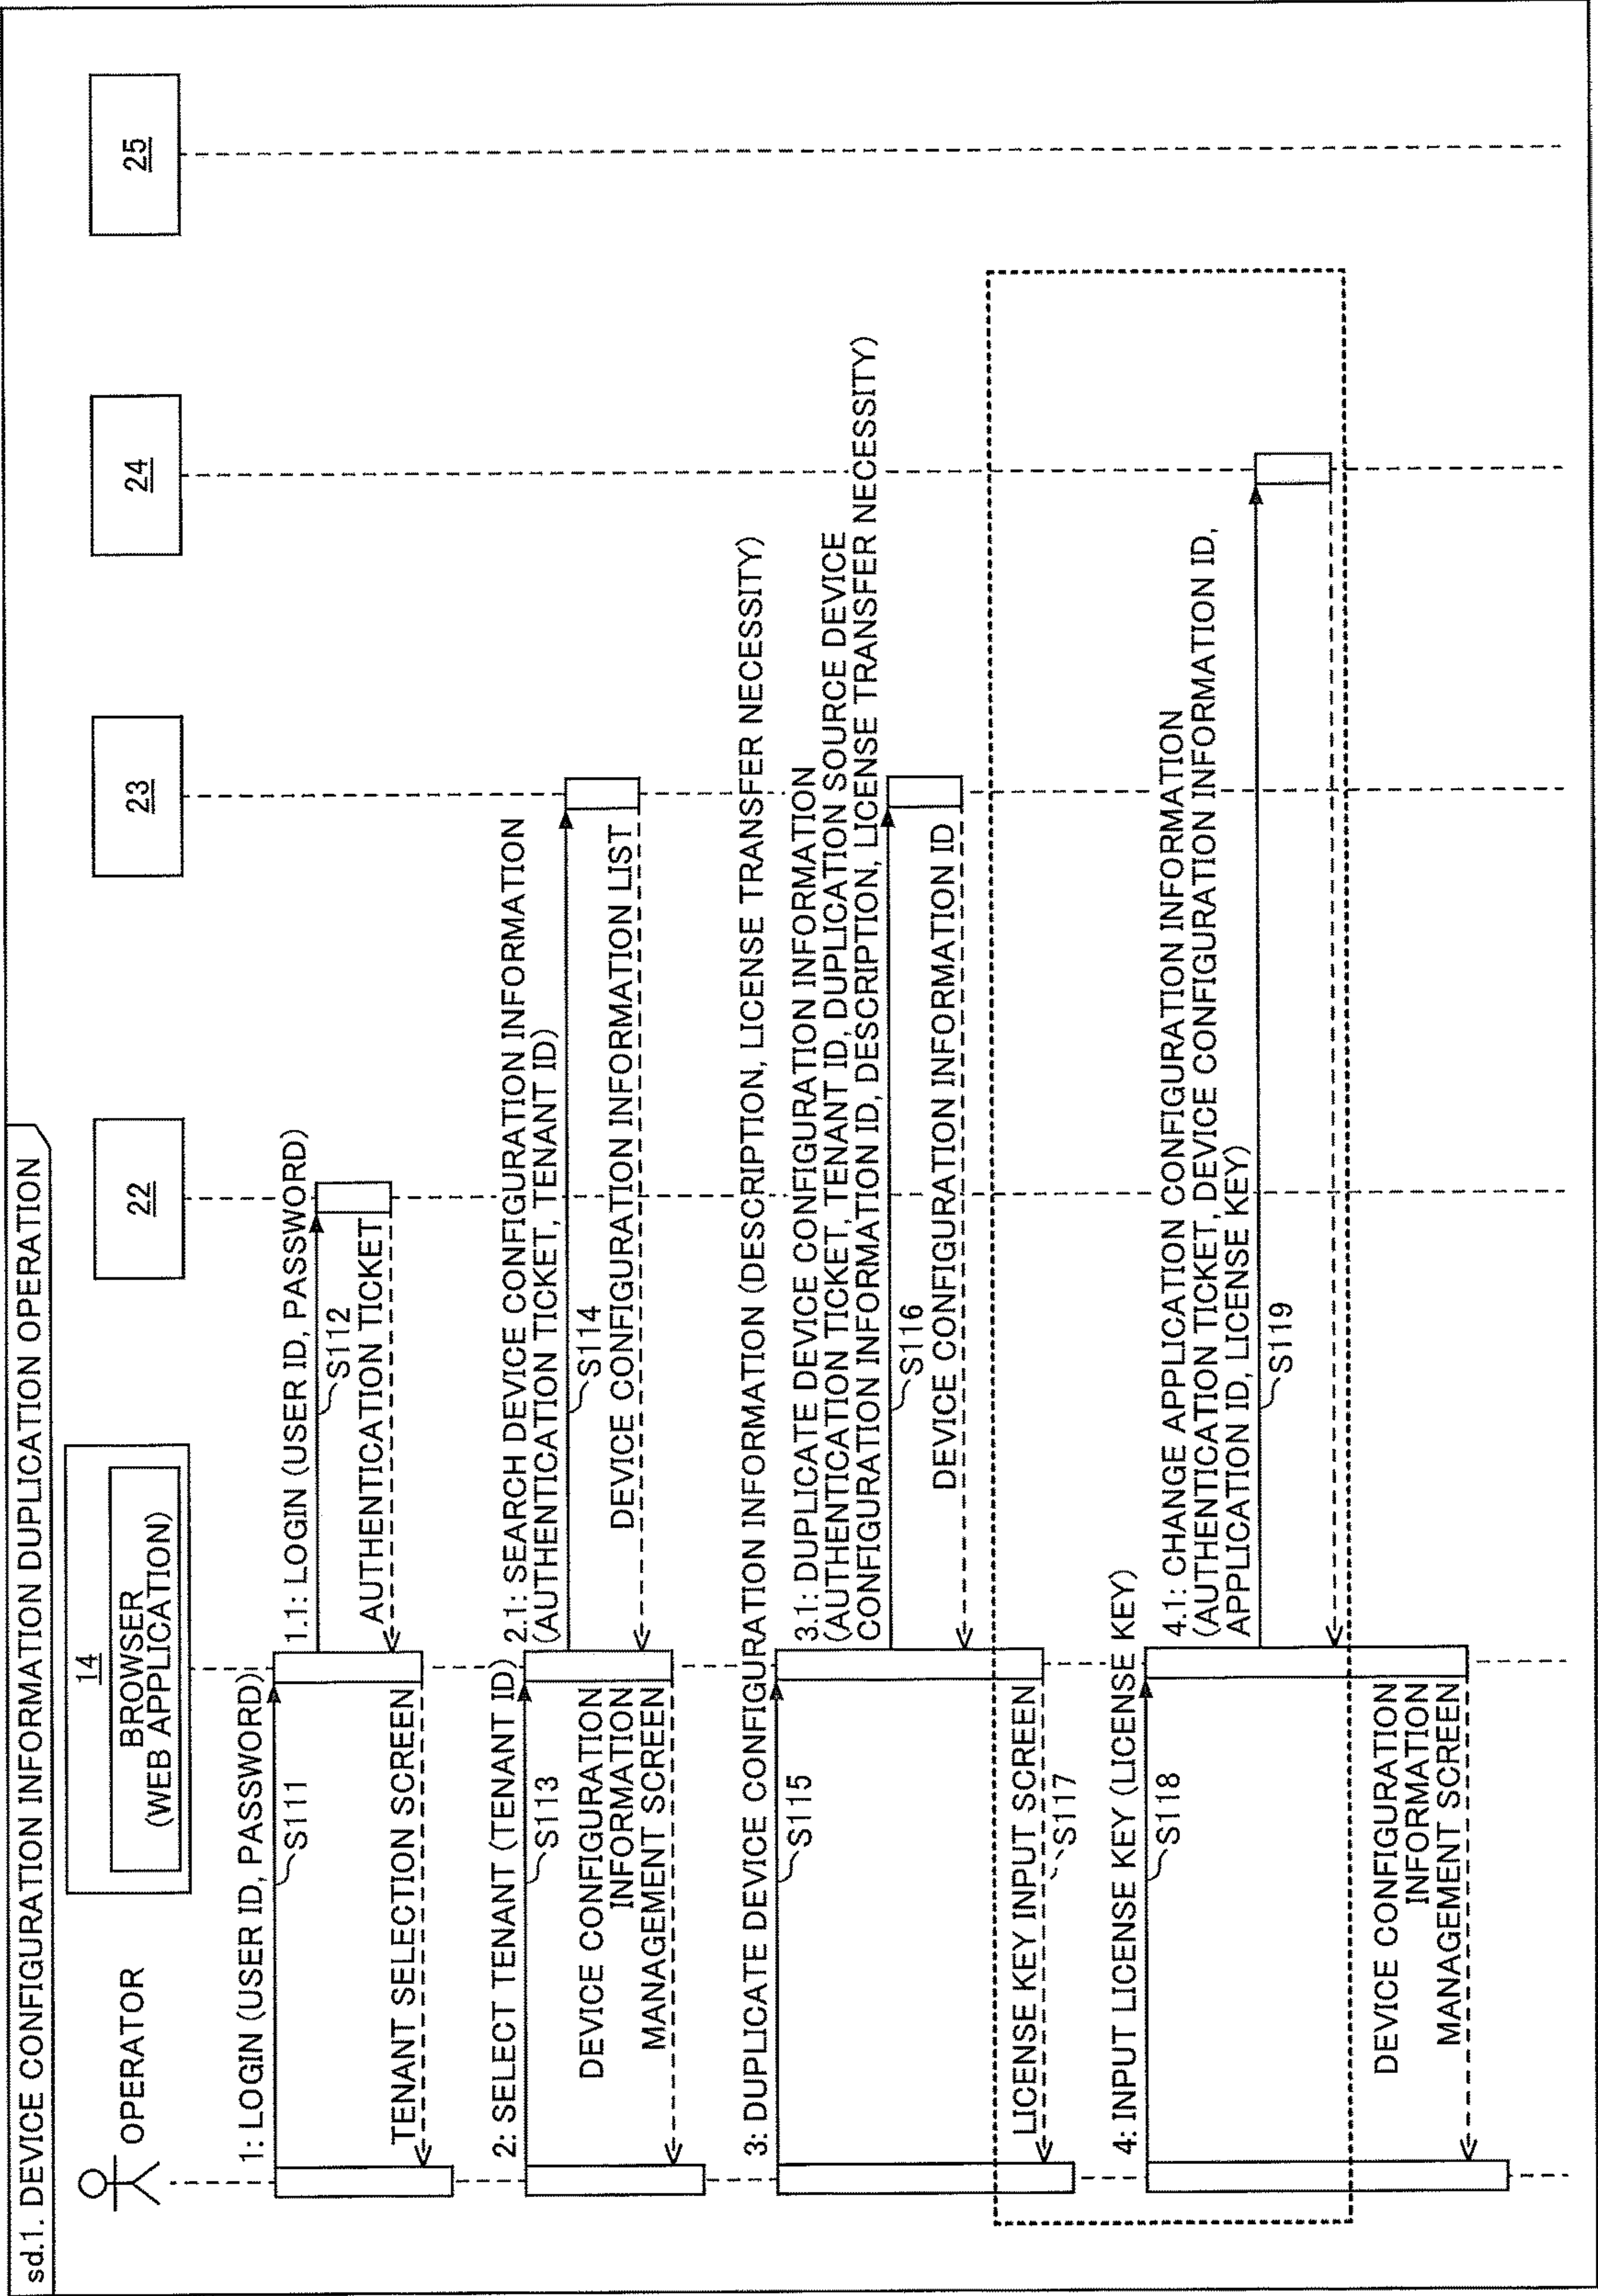 sd.1. DEVICE CONFIGURATION INFORMATION DUPLICATION OPERATION
OPERATOR
14
BROWSER
(WEB APPLICATION)
22
23
24
25
1: LOGIN (USER ID, PASSWORD)
S111
1.1: LOGIN (USER ID, PASSWORD)
S112
AUTHENTICATION TICKET
TENANT SELECTION SCREEN
2: SELECT TENANT (TENANT ID)
S113
2.1: SEARCH DEVICE CONFIGURATION INFORMATION
(AUTHENTICATION TICKET, TENANT ID)
S114
DEVICE CONFIGURATION INFORMATION LIST
DEVICE CONFIGURATION
INFORMATION
MANAGEMENT SCREEN
3: DUPLICATE DEVICE CONFIGURATION INFORMATION (DESCRIPTION, LICENSE TRANSFER NECESSITY)
S115
3.1: DUPLICATE DEVICE CONFIGURATION INFORMATION
(AUTHENTICATION TICKET, TENANT ID, DUPLICATION SOURCE DEVICE
CONFIGURATION INFORMATION ID, DESCRIPTION, LICENSE TRANSFER NECESSITY)
S116
DEVICE CONFIGURATION INFORMATION ID
LICENSE KEY INPUT SCREEN
S117
4: INPUT LICENSE KEY (LICENSE KEY)
S118
4.1: CHANGE APPLICATION CONFIGURATION INFORMATION
(AUTHENTICATION TICKET, DEVICE CONFIGURATION INFORMATION ID,
APPLICATION ID, LICENSE KEY)
S119
DEVICE CONFIGURATION
INFORMATION
MANAGEMENT SCREEN